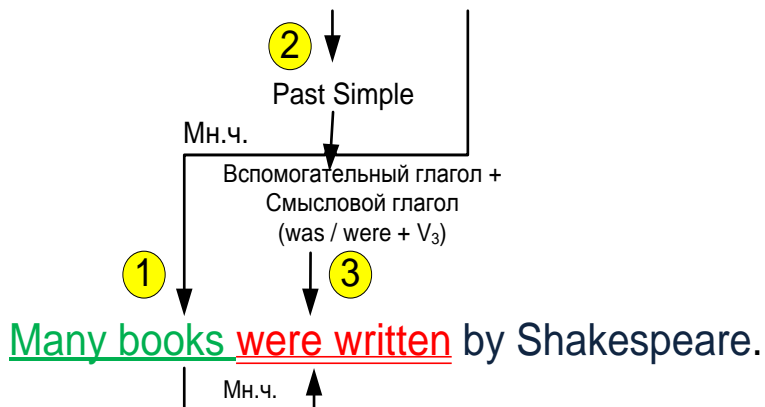 2
Past Simple
Мн.ч.
Вспомогательный глагол +
Смысловой глагол
(was / were + V₃)
1
3
Many books were written by Shakespeare.
Мн.ч.